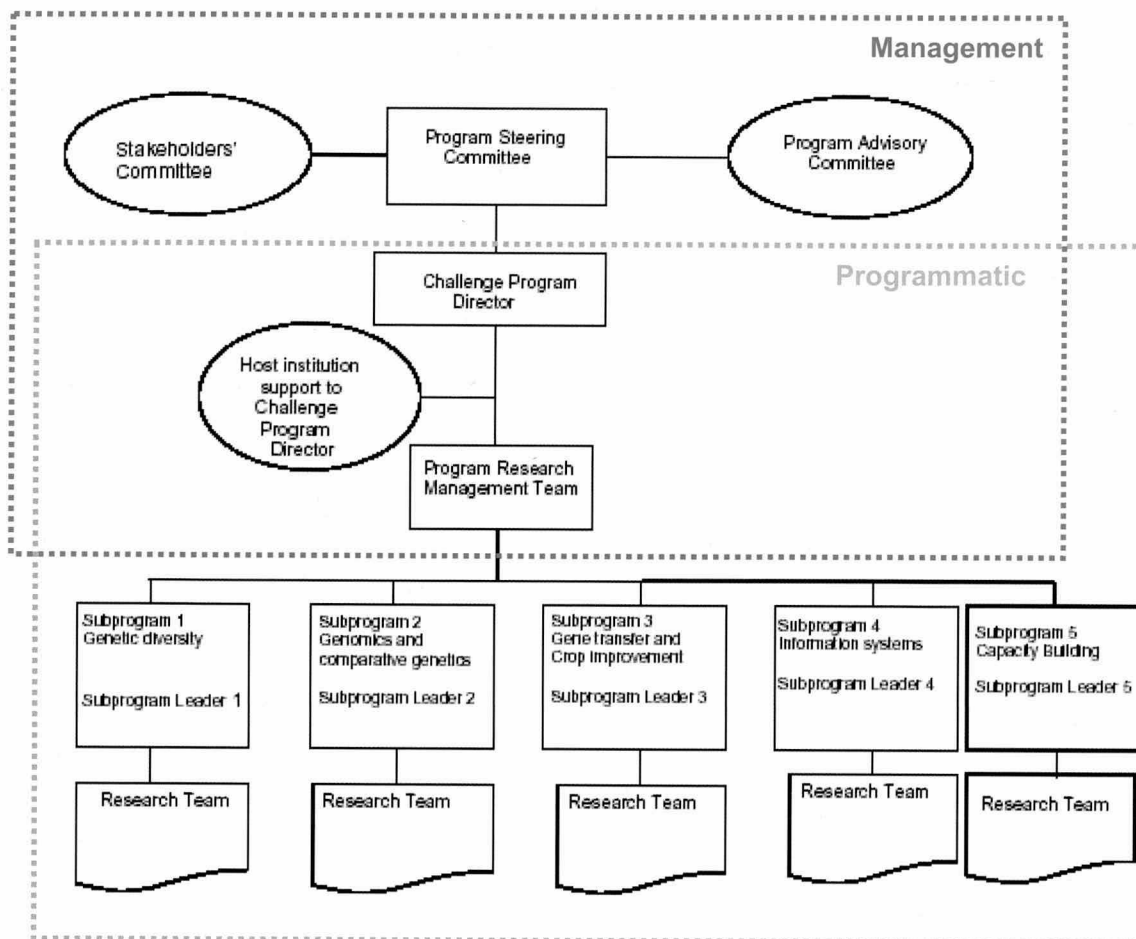 Management
Stakeholders'
Committee
Program Steering
Committee
Program Advisory
Committee
Programmatic
Challenge Program
Director
Host institution
support to
Challenge
Program
Director
Program Research
Management Team
Subprogram 1
Genetic diversity
Subprogram Leader 1
Subprogram 2
Genomics and
comparative genetics
Subprogram Leader 2
Subprogram 3
Gene transfer and
Crop Improvement
Subprogram Leader 3
Subprogram 4
Information systems
Subprogram Leader 4
Subprogram 5
Capacity Building
Subprogram Leader 5
Research Team
Research Team
Research Team
Research Team
Research Team